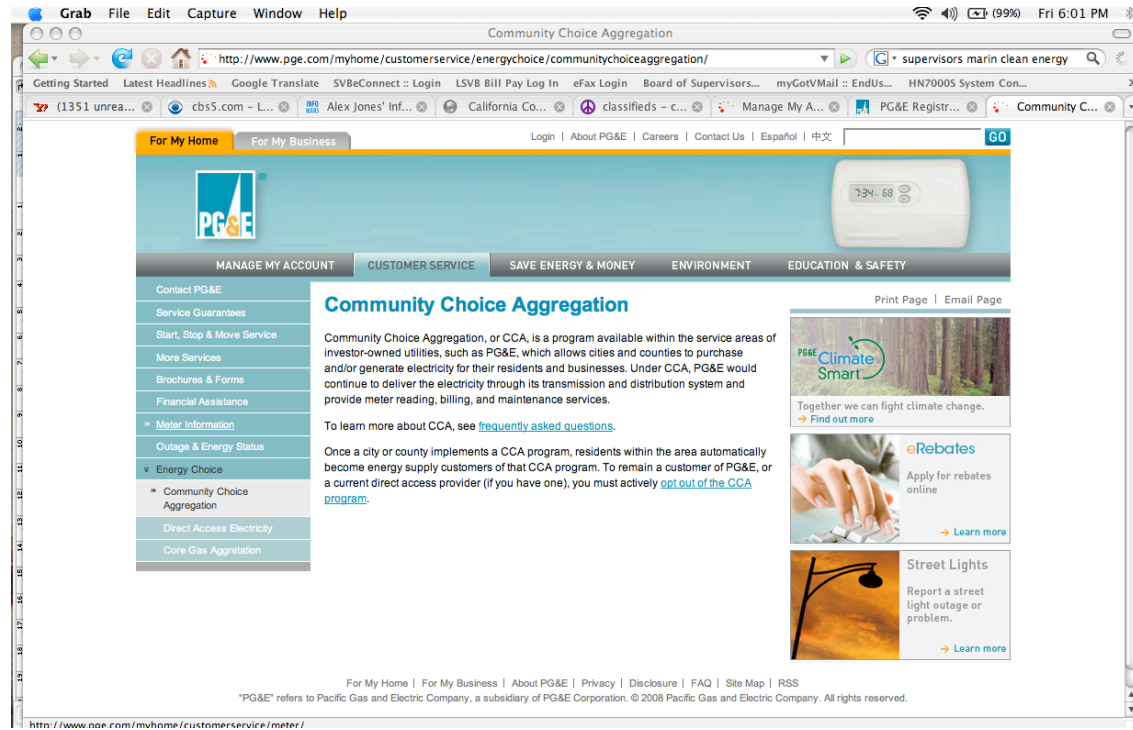 Grab File Edit Capture Window Help (99%) Fri 6:01 PM
Community Choice Aggregation
http://www.pge.com/myhome/customerservice/energychoice/communitychoiceaggregation/
G supervisors marin clean energy
Getting Started Latest Headlines Google Translate SVBeConnect :: Login LSVB Bill Pay Log In eFax Login Board of Supervisors... myGotVMail :: EndUs... HN7000S System Con...
(1351 unrea... cbs5.com – L... Alex Jones' Inf... California Co... classifieds – c... Manage My A... PG&E Registr... Community C...
For My Home For My Business
Login | About PG&E | Careers | Contact Us | Español | 中文 GO
PG&E
7:34 68
MANAGE MY ACCOUNT CUSTOMER SERVICE SAVE ENERGY & MONEY ENVIRONMENT EDUCATION & SAFETY
Contact PG&E
Service Guarantees
Start, Stop & Move Service
More Services
Brochures & Forms
Financial Assistance
» Meter Information
Outage & Energy Status
Energy Choice
» Community Choice
Aggregation
Direct Access Electricity
Core Gas Aggretation
Community Choice Aggregation
Community Choice Aggregation, or CCA, is a program available within the service areas of
investor-owned utilities, such as PG&E, which allows cities and counties to purchase
and/or generate electricity for their residents and businesses. Under CCA, PG&E would
continue to deliver the electricity through its transmission and distribution system and
provide meter reading, billing, and maintenance services.
To learn more about CCA, see frequently asked questions.
Once a city or county implements a CCA program, residents within the area automatically
become energy supply customers of that CCA program. To remain a customer of PG&E, or
a current direct access provider (if you have one), you must actively opt out of the CCA
program.
Print Page | Email Page
PG&E Climate
Smart
Together we can fight climate change.
→ Find out more
eRebates
Apply for rebates
online
→ Learn more
Street Lights
Report a street
light outage or
problem.
→ Learn more
For My Home | For My Business | About PG&E | Privacy | Disclosure | FAQ | Site Map | RSS
"PG&E" refers to Pacific Gas and Electric Company, a subsidiary of PG&E Corporation. © 2008 Pacific Gas and Electric Company. All rights reserved.
http://www.pge.com/myhome/customerservice/meter/